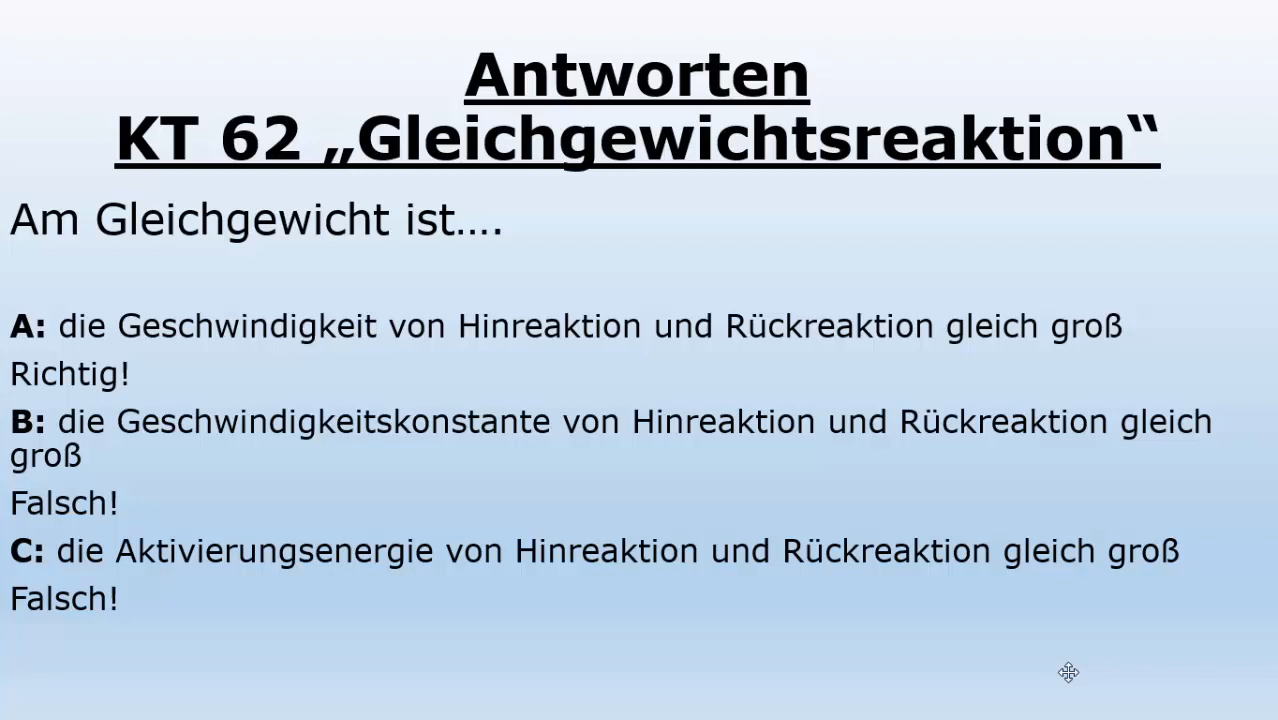 Antworten
KT 62 „Gleichgewichtsreaktion“
Am Gleichgewicht ist....
A: die Geschwindigkeit von Hinreaktion und Rückreaktion gleich groß
Richtig!
B: die Geschwindigkeitskonstante von Hinreaktion und Rückreaktion gleich
groß
Falsch!
C: die Aktivierungsenergie von Hinreaktion und Rückreaktion gleich groß
Falsch!